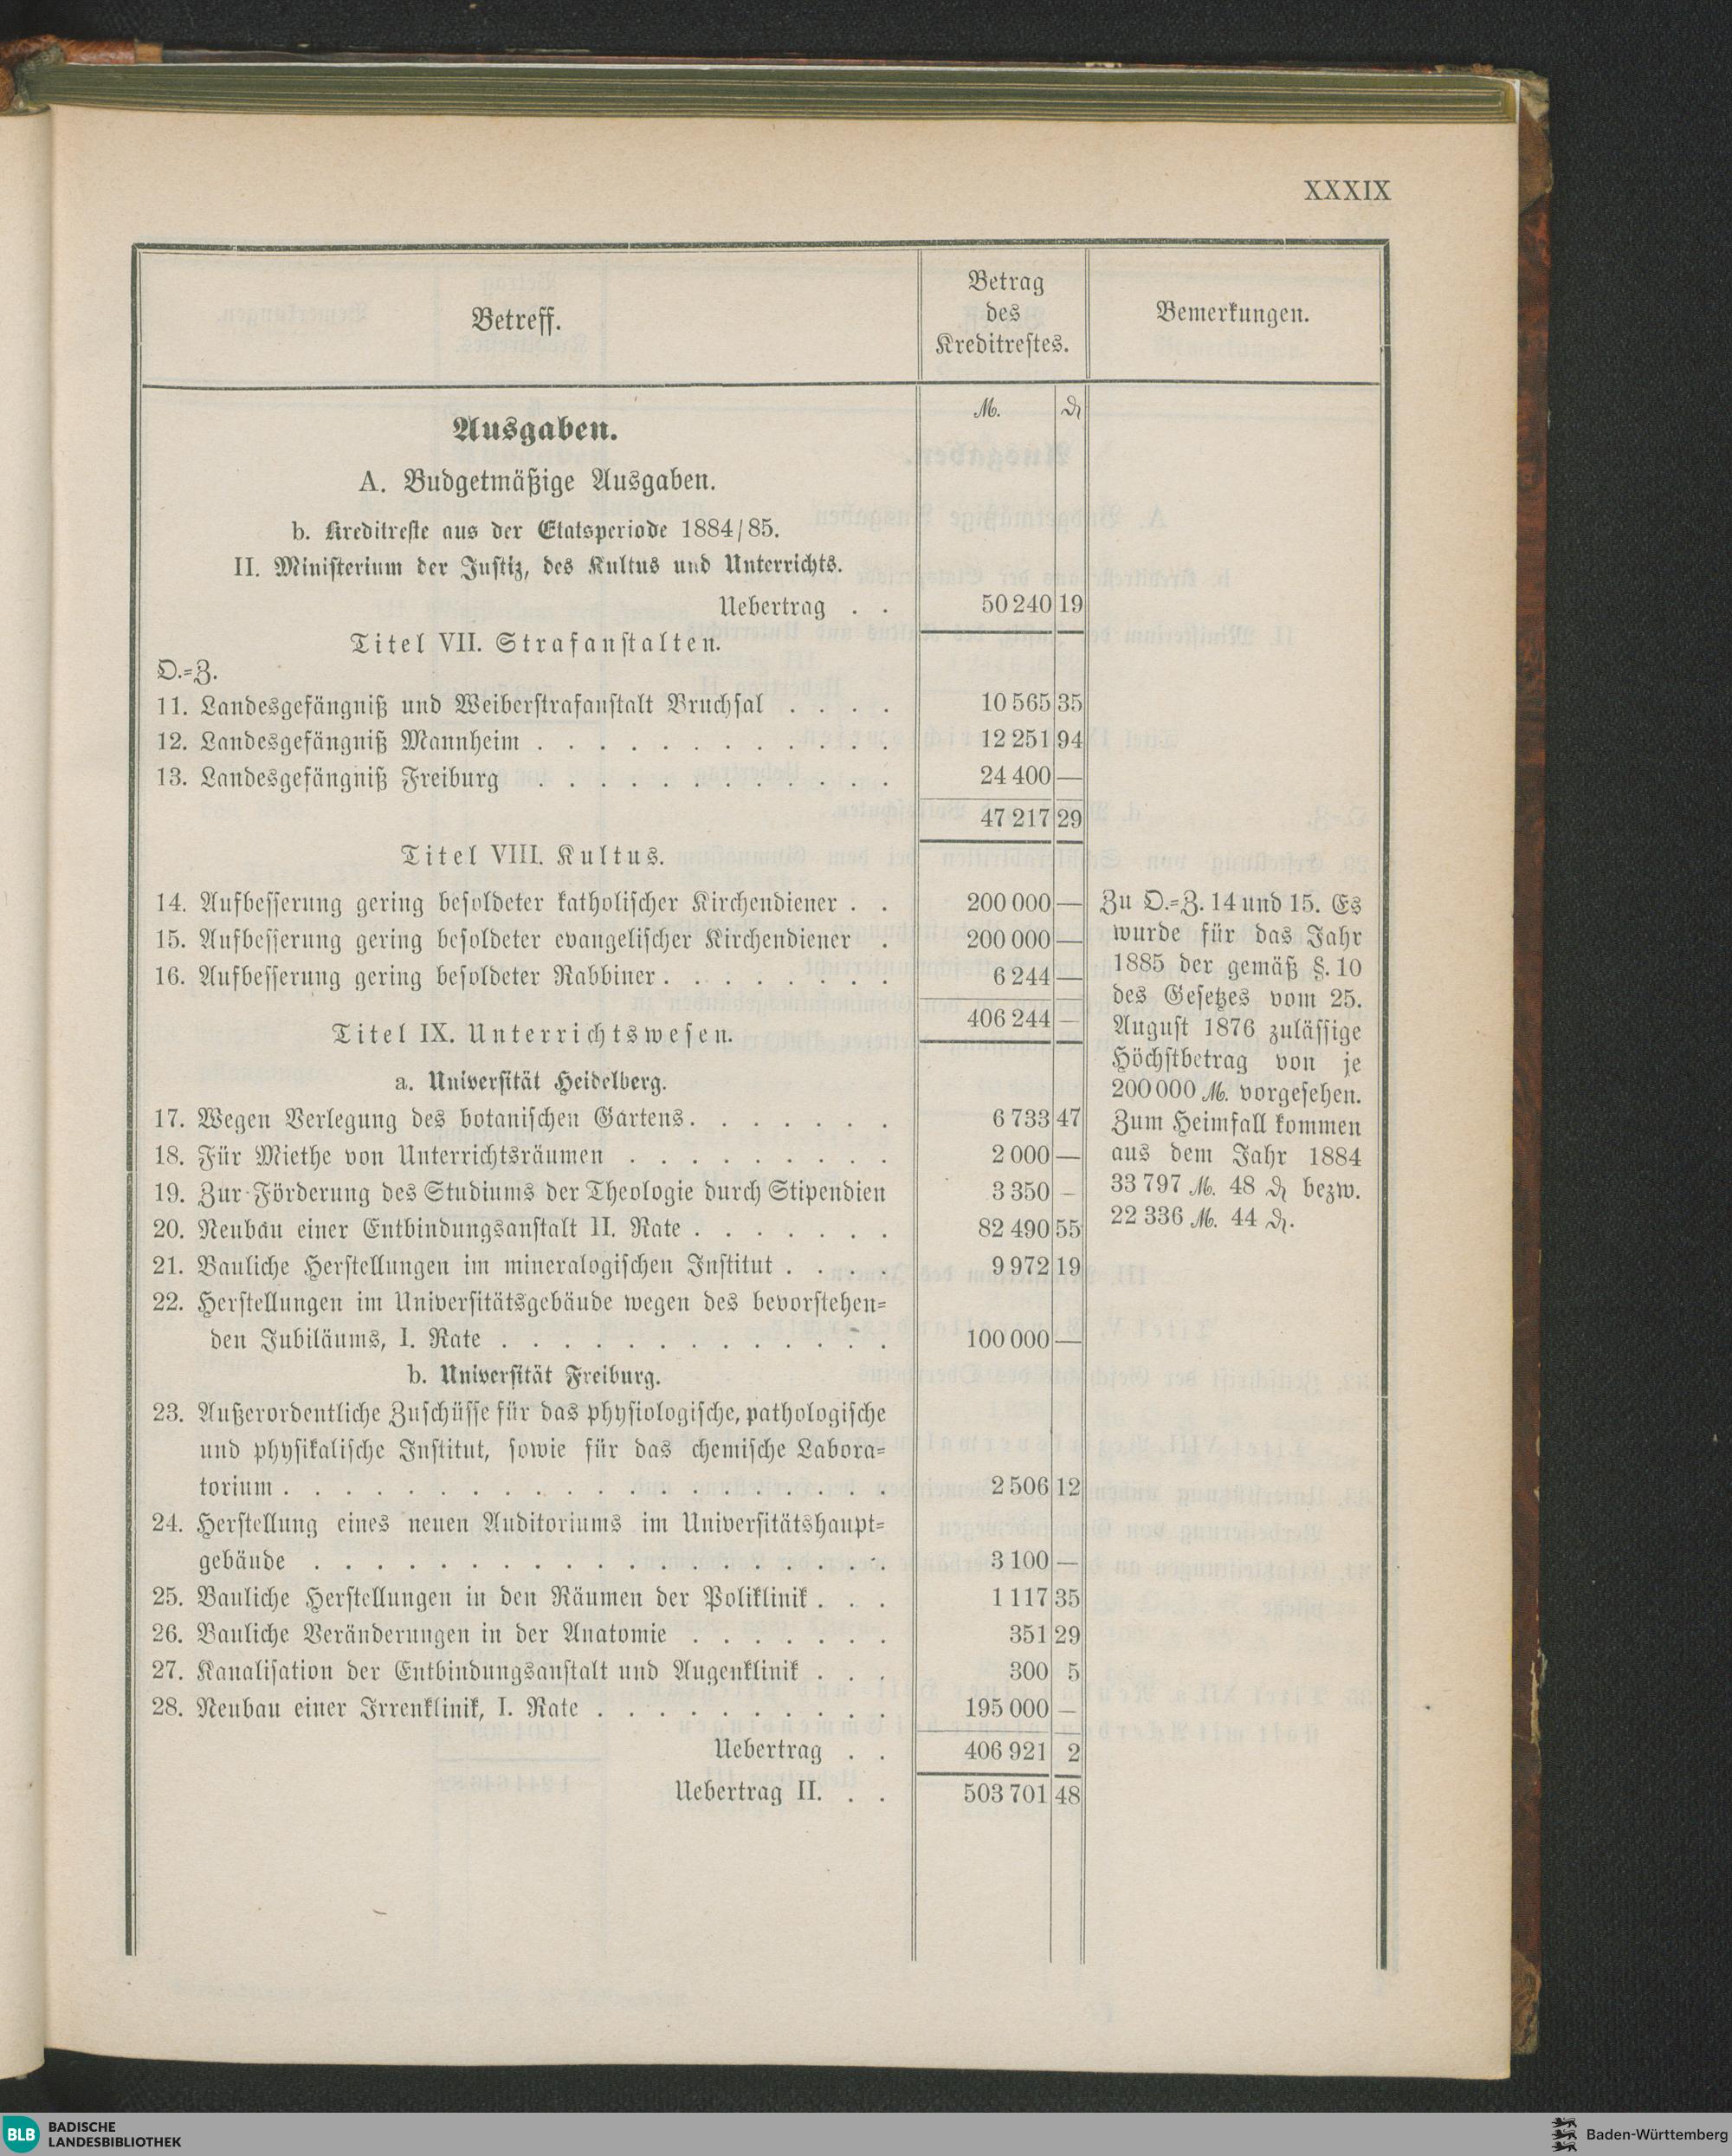 XXXIX
Betreff.
Betrag
des
Kreditrestes.
Bemerkungen.
M. ₰
Ausgaben.
A. Budgetmäßige Ausgaben.
b. Kreditreste aus der Etatsperiode 1884/85.
II. Ministerium der Justiz, des Kultus und Unterrichts.
Uebertrag . . 50 240 19
Titel VII. Strafanstalten.
O.=Z.
11. Landesgefängniß und Weiberstrafanstalt Bruchsal . . . . 10 565 35
12. Landesgefängniß Mannheim . . . . . . . . . . . . 12 251 94
13. Landesgefängniß Freiburg . . . . . . . . . . . . 24 400 —
47 217 29
Titel VIII. Kultus.
14. Aufbesserung gering besoldeter katholischer Kirchendiener . . 200 000 —
15. Aufbesserung gering besoldeter evangelischer Kirchendiener . 200 000 —
16. Aufbesserung gering besoldeter Rabbiner . . . . . . . . 6 244 —
406 244 —
Titel IX. Unterrichtswesen.
a. Universität Heidelberg.
17. Wegen Verlegung des botanischen Gartens . . . . . . . 6 733 47
18. Für Miethe von Unterrichtsräumen . . . . . . . . . 2 000 —
19. Zur Förderung des Studiums der Theologie durch Stipendien 3 350 —
20. Neubau einer Entbindungsanstalt II. Rate . . . . . . . 82 490 55
21. Bauliche Herstellungen im mineralogischen Institut . . . . 9 972 19
22. Herstellungen im Universitätsgebäude wegen des bevorstehen=
den Jubiläums, I. Rate . . . . . . . . . . . . . 100 000 —
b. Universität Freiburg.
23. Außerordentliche Zuschüsse für das physiologische, pathologische
und physikalische Institut, sowie für das chemische Labora=
torium . . . . . . . . . . . . . . . . 2 506 12
24. Herstellung eines neuen Auditoriums im Universitätshaupt=
gebäude . . . . . . . . . . . . . . . 3 100 —
25. Bauliche Herstellungen in den Räumen der Poliklinik . . . 1 117 35
26. Bauliche Veränderungen in der Anatomie . . . . . . . 351 29
27. Kanalisation der Entbindungsanstalt und Augenklinik . . . 300 5
28. Neubau einer Irrenklinik, I. Rate . . . . . . . . . . 195 000 —
Uebertrag . . 406 921 2
Uebertrag II. . . 503 701 48
Zu O.=Z. 14 und 15. Es
wurde für das Jahr
1885 der gemäß §. 10
des Gesetzes vom 25.
August 1876 zulässige
Höchstbetrag von je
200 000 M. vorgesehen.
Zum Heimfall kommen
aus dem Jahr 1884
33 797 M. 48 ₰ bezw.
22 336 M. 44 ₰.
BLB BADISCHE
LANDESBIBLIOTHEK
Baden-Württemberg